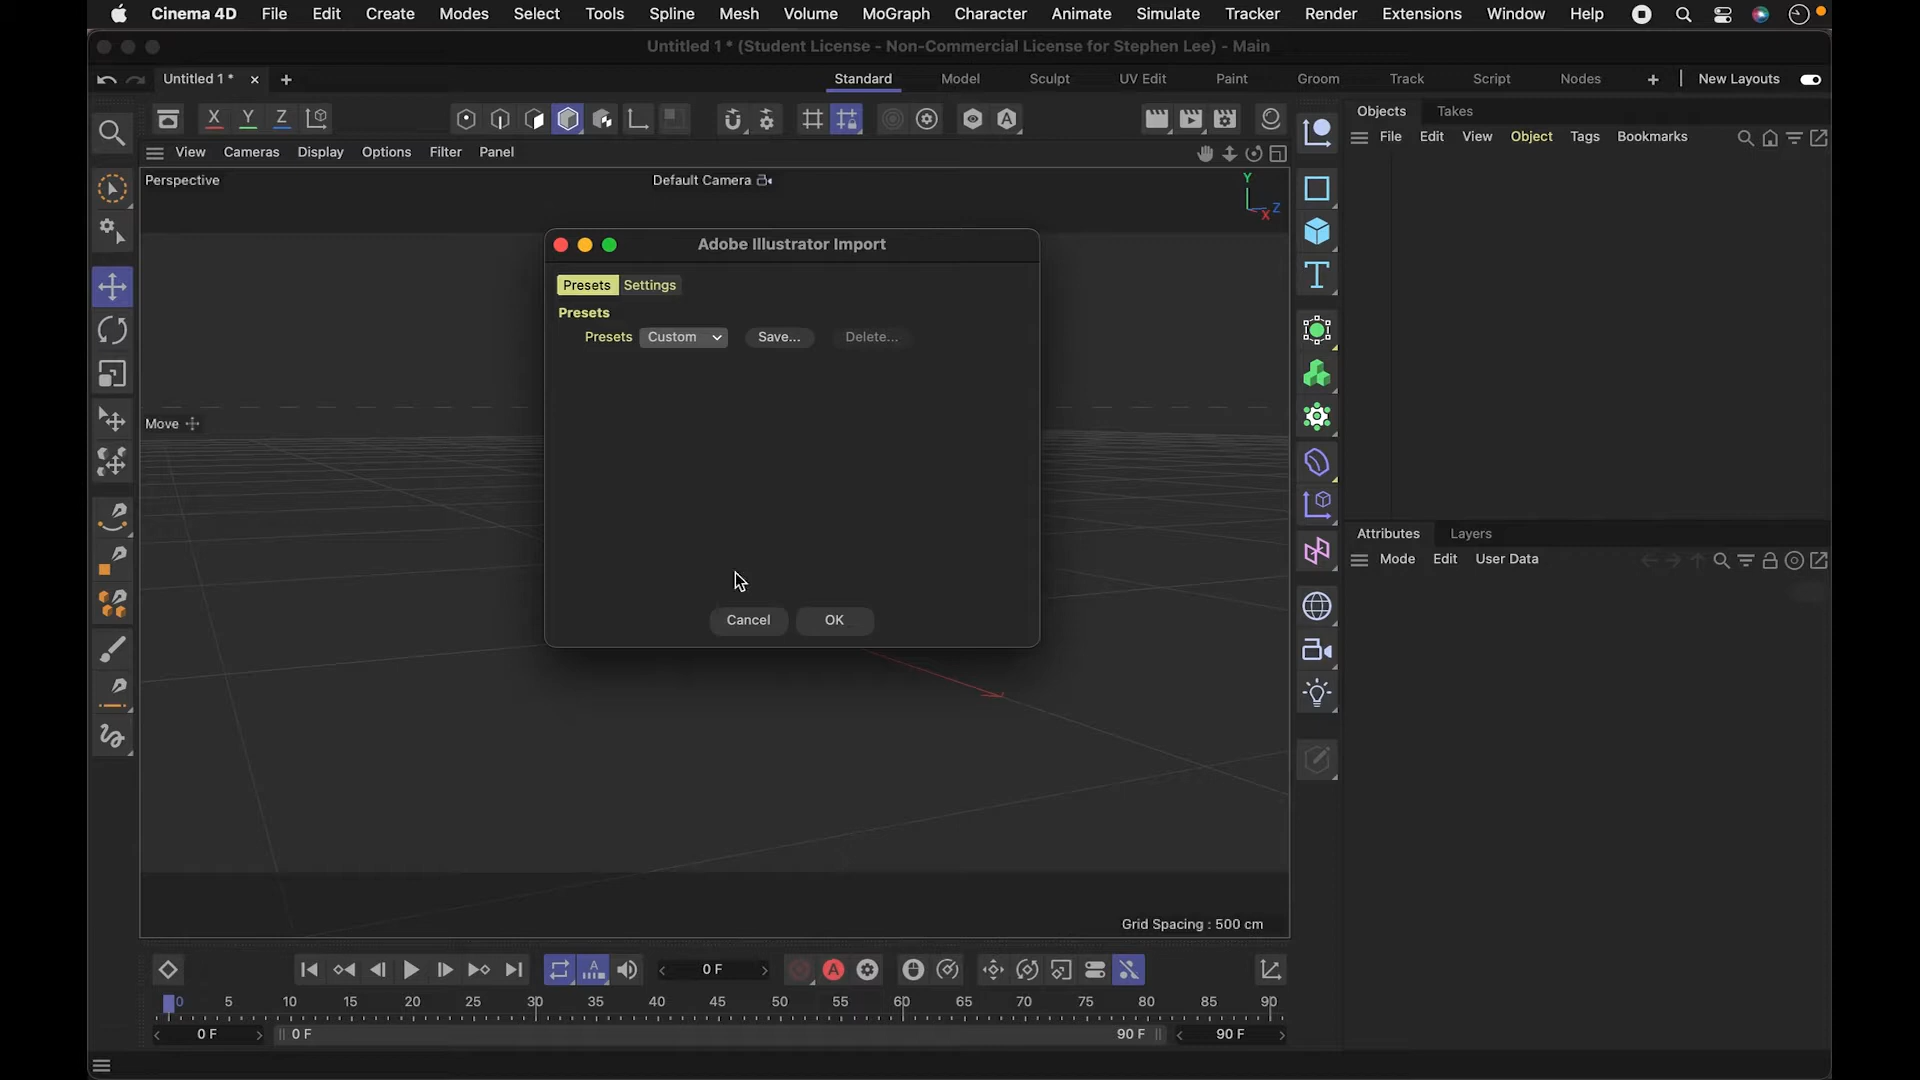 Cinema 4D File Edit Create Modes Select Tools Spline Mesh Volume MoGraph Character Animate Simulate Tracker Render Extensions Window Help
Untitled 1 * (Student License - Non-Commercial License for Stephen Lee) - Main
Untitled 1 * Standard Model Sculpt UV Edit Paint Groom Track Script Nodes New Layouts
Objects Takes
X Y Z A
File Edit View Object Tags Bookmarks
View Cameras Display Options Filter Panel
Perspective Default Camera
Y
Z
X
Adobe Illustrator Import
Presets Settings
Presets
Presets Custom Save... Delete...
Move
Cancel OK
Attributes Layers
Mode Edit User Data
Grid Spacing : 500 cm
A 0 F A
0 5 10 15 20 25 30 35 40 45 50 55 60 65 70 75 80 85 90
0 F 0 F 90 F 90 F